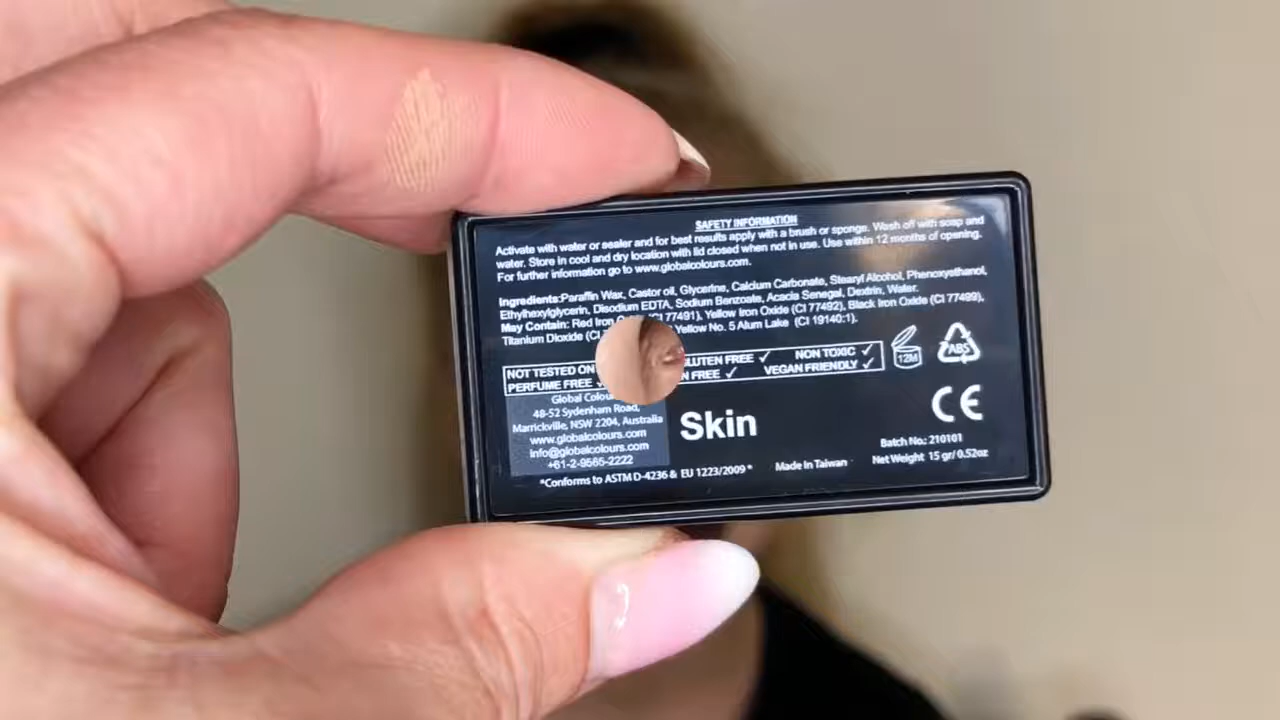 SAFETY INFORMATION
Activate with water or sealer and for best results apply with a brush or sponge. Wash off with soap and
water. Store in cool and dry location with lid closed when not in use. Use within 12 months of opening.
For further information go to www.globalcolours.com.
Ingredients:Paraffin Wax, Castor oil, Glycerine, Calcium Carbonate, Stearyl Alcohol, Phenoxyethanol,
Ethylhexylglycerin, Disodium EDTA, Sodium Benzoate, Acacia Senegal, Dextrin, Water.
May Contain: Red Iron (CI 77491), Yellow Iron Oxide (CI 77492), Black Iron Oxide (CI 77499),
Titanium Dioxide (CI Yellow No. 5 Alum Lake (CI 19140:1).
NOT TESTED ON GLUTEN FREE ✓ NON TOXIC ✓
PERFUME FREE FREE ✓ VEGAN FRIENDLY ✓
12M
ABS
Global
48-52 Sydenham Road,
Marrickville, NSW 2204, Australia
www.globalcolours.com
info@globalcolours.com
+61-2-9565-2222
Skin
CE
Batch No.: 210101
Net Weight 15 gr/ 0.52oz
Made In Taiwan
*Conforms to ASTM D-4236 & EU 1223/2009 *